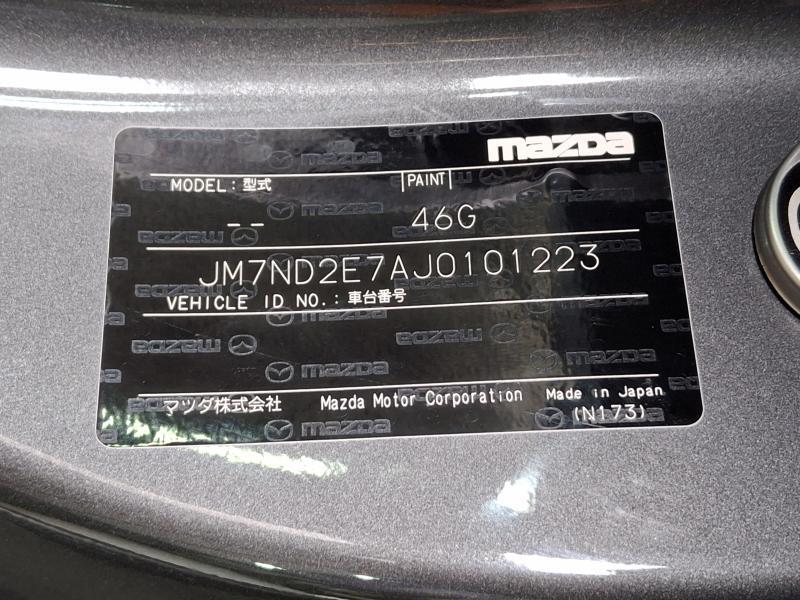 mazda
MODEL : 型式 PAINT
-- 46G
JM7ND2E7AJ0101223
VEHICLE ID NO. : 車台番号
マツダ株式会社 Mazda Motor Corporation Made in Japan
(N173)